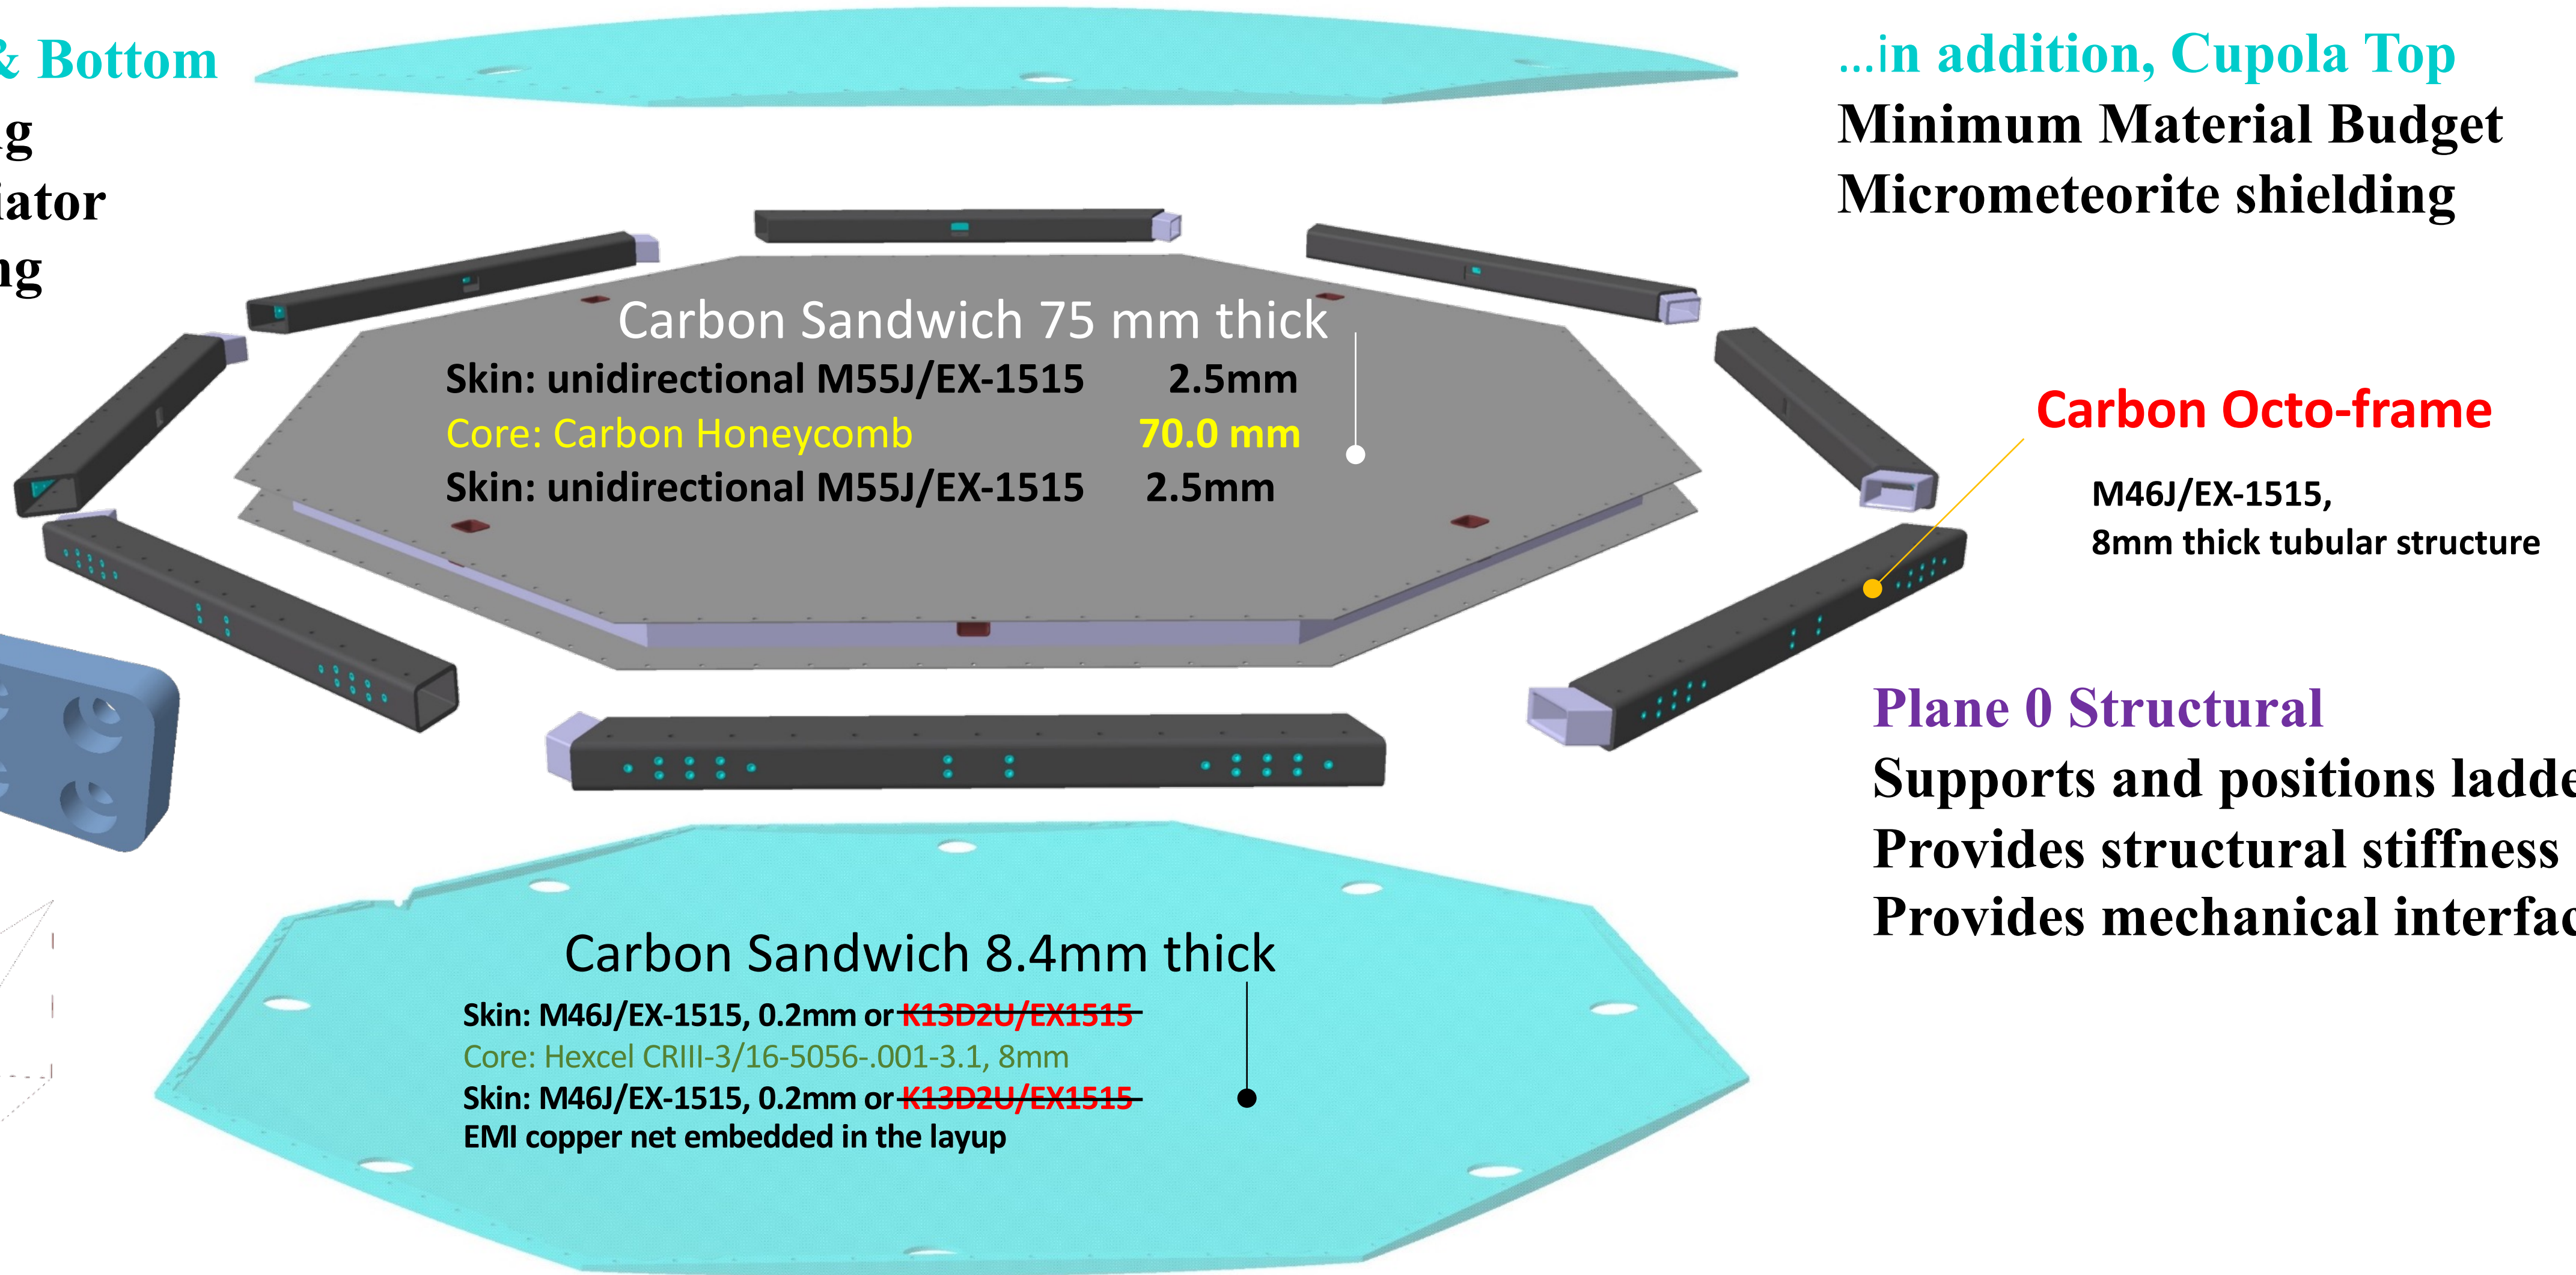 & Bottom
...in addition, Cupola Top
Minimum Material Budget
Micrometeorite shielding
Carbon Sandwich 75 mm thick
Skin: unidirectional M55J/EX-1515 2.5mm
Core: Carbon Honeycomb 70.0 mm
Skin: unidirectional M55J/EX-1515 2.5mm
Carbon Octo-frame
M46J/EX-1515,
8mm thick tubular structure
Plane 0 Structural
Supports and positions
Provides structural stiffness
Provides mechanical
Carbon Sandwich 8.4mm thick
Skin: M46J/EX-1515, 0.2mm or K13D2U/EX1515
Core: Hexcel CRIII-3/16-5056-.001-3.1, 8mm
Skin: M46J/EX-1515, 0.2mm or K13D2U/EX1515
EMI copper net embedded in the layup